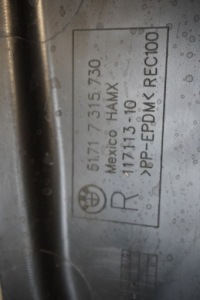 51.71 7 315 730
Mexico HAMX
117113-10
>PP-EPDM< REC100
R